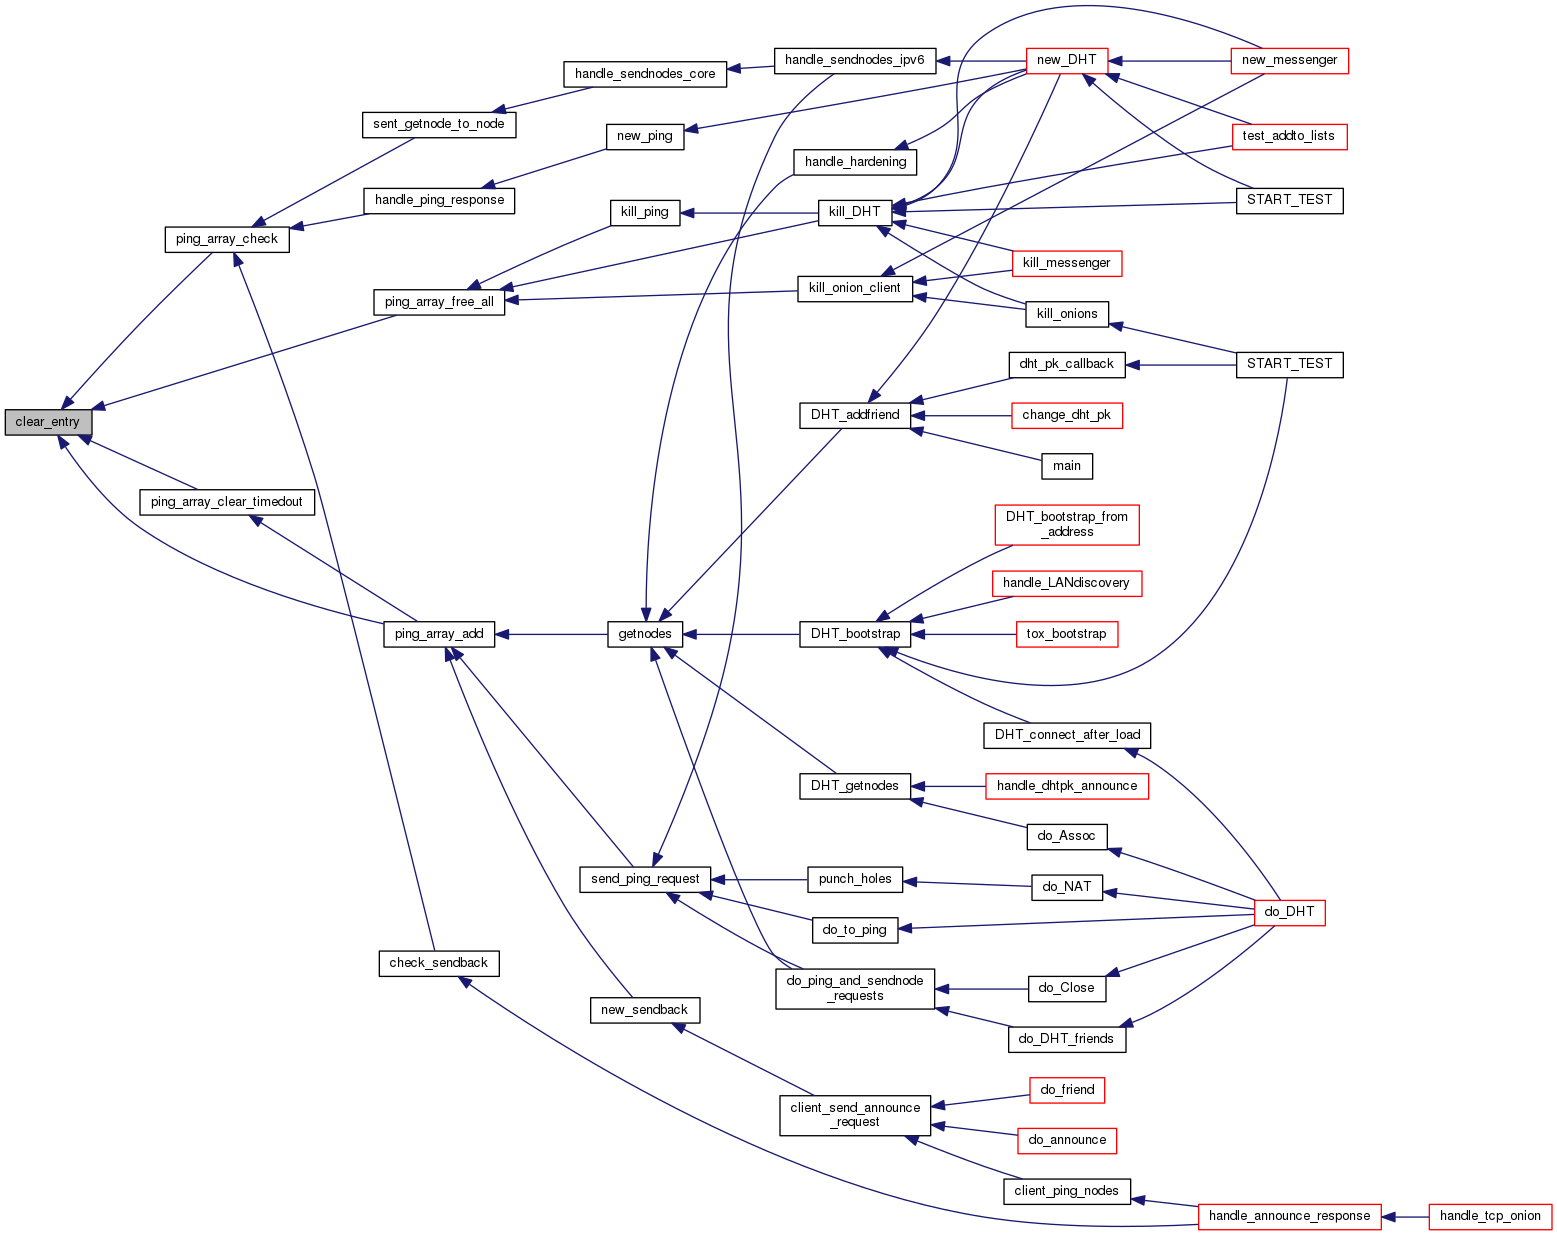 handle_sendnodes_ipv6
new_DHT
new_messenger
handle_sendnodes_core
sent_getnode_to_node
new_ping
test_addto_lists
handle_hardening
handle_ping_response
kill_ping
kill_DHT
START_TEST
ping_array_check
kill_messenger
ping_array_free_all
kill_onion_client
kill_onions
dht_pk_callback
START_TEST
clear_entry
DHT_addfriend
change_dht_pk
main
ping_array_clear_timedout
DHT_bootstrap_from
_address
handle_LANdiscovery
ping_array_add
getnodes
DHT_bootstrap
tox_bootstrap
DHT_connect_after_load
DHT_getnodes
handle_dhtpk_announce
do_Assoc
send_ping_request
punch_holes
do_NAT
do_to_ping
do_DHT
check_sendback
do_ping_and_sendnode
_requests
do_Close
new_sendback
do_DHT_friends
client_send_announce
_request
do_friend
do_announce
client_ping_nodes
handle_announce_response
handle_tcp_onion